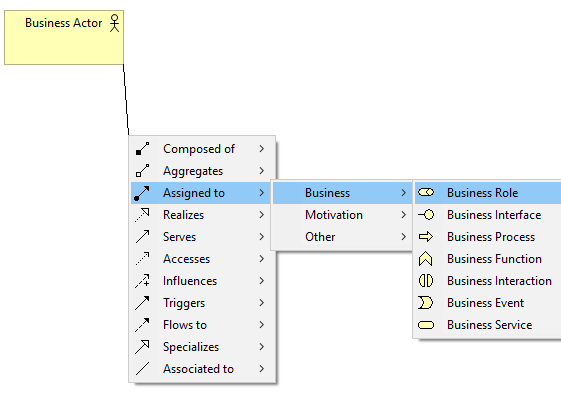 Business Actor
Composed of
Aggregates
Assigned to
Realizes
Serves
Accesses
Influences
Triggers
Flows to
Specializes
Associated to
Business
Motivation
Other
Business Role
Business Interface
Business Process
Business Function
Business Interaction
Business Event
Business Service